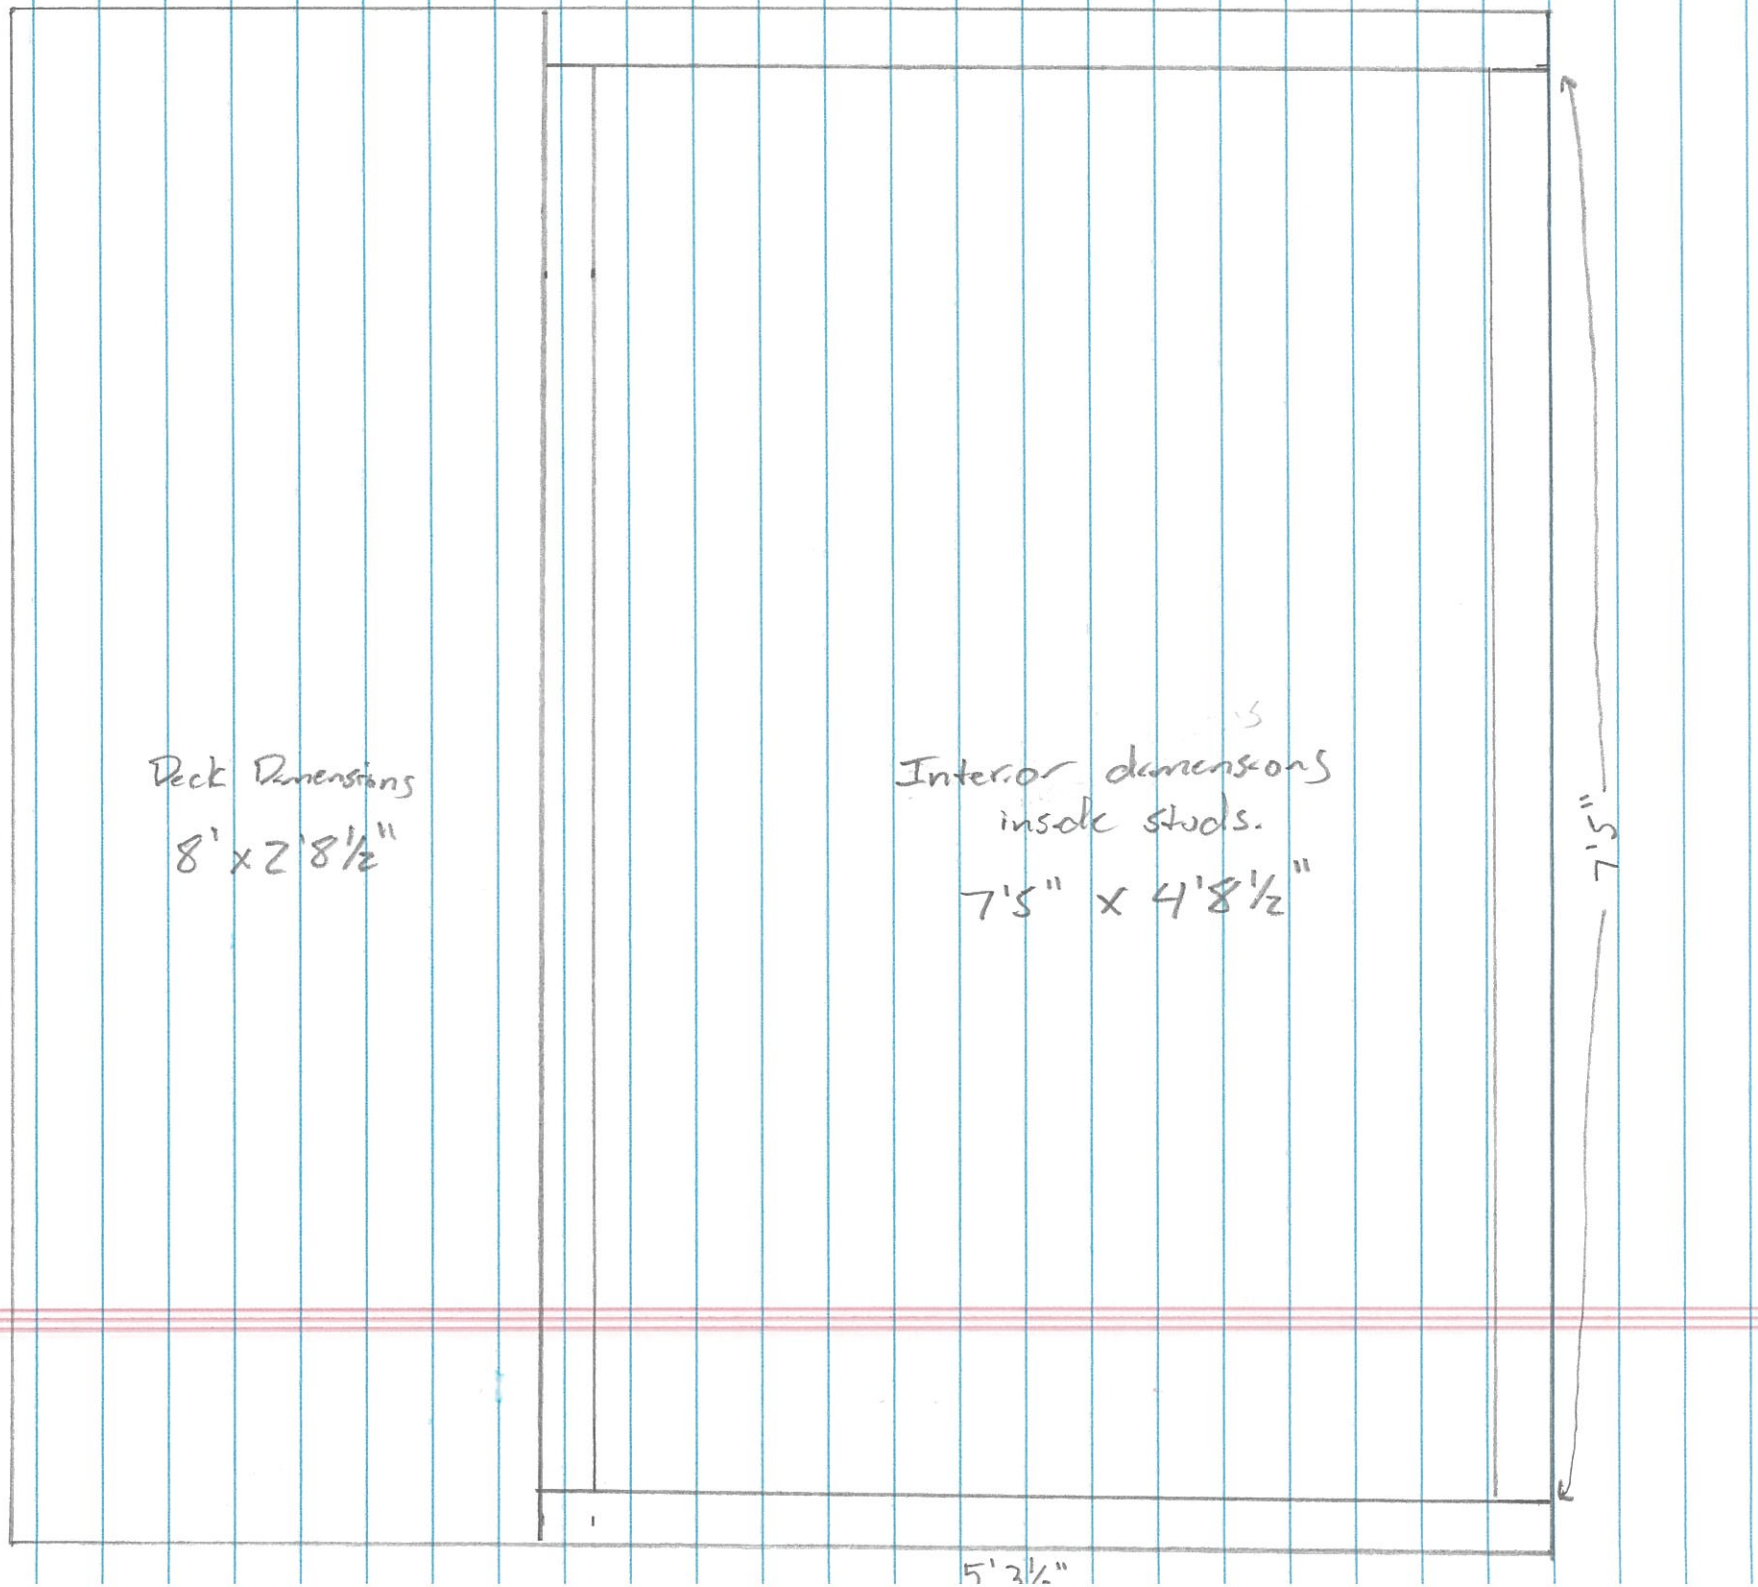 Deck Dimensions
8' x 2'8½"
Interior dimensions
inside studs.
7'5" x 4'8½"
7'5"
5'3½"